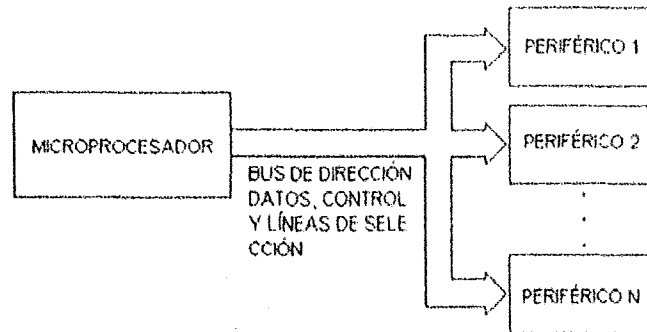 PERIFÉRICO 1
MICROPROCESADOR
PERIFÉRICO 2
BUS DE DIRECCIÓN
DATOS, CONTROL
Y LÍNEAS DE SELE
CCIÓN
PERIFÉRICO N